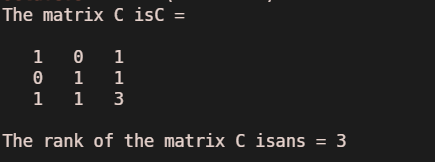 The matrix C isC =
1 0 1
0 1 1
1 1 3
The rank of the matrix C isans = 3